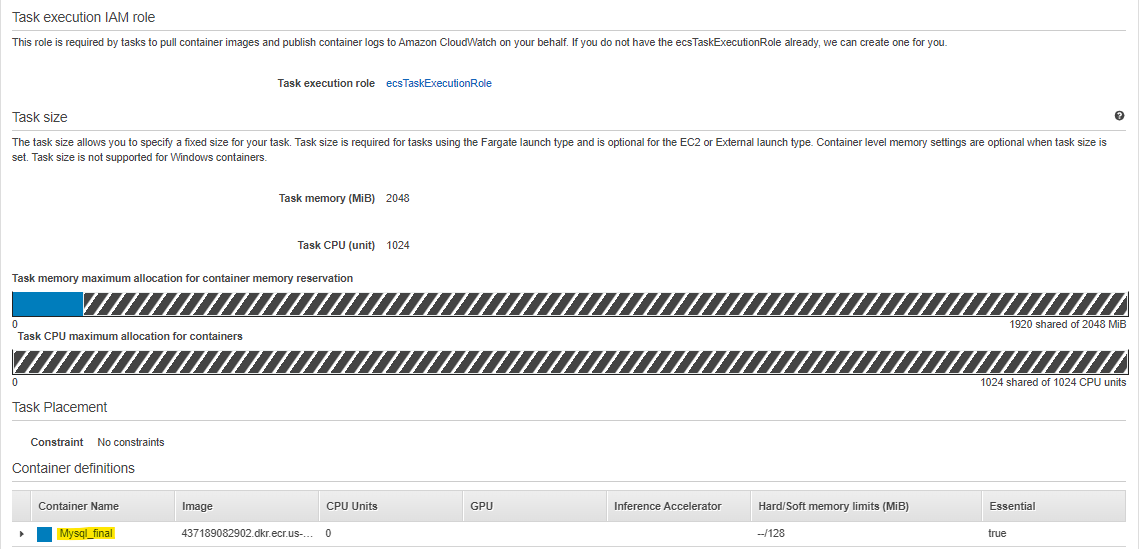 Task execution IAM role
This role is required by tasks to pull container images and publish container logs to Amazon CloudWatch on your behalf. If you do not have the ecsTaskExecutionRole already, we can create one for you.
Task execution role ecsTaskExecutionRole
Task size
The task size allows you to specify a fixed size for your task. Task size is required for tasks using the Fargate launch type and is optional for the EC2 or External launch type. Container level memory settings are optional when task size is
set. Task size is not supported for Windows containers.
Task memory (MiB) 2048
Task CPU (unit) 1024
Task memory maximum allocation for container memory reservation
0 1920 shared of 2048 MiB
Task CPU maximum allocation for containers
0 1024 shared of 1024 CPU units
Task Placement
Constraint No constraints
Container definitions
Container Name Image CPU Units GPU Inference Accelerator Hard/Soft memory limits (MiB) Essential
Mysql_final 437189082902.dkr.ecr.us-... 0 --/128 true